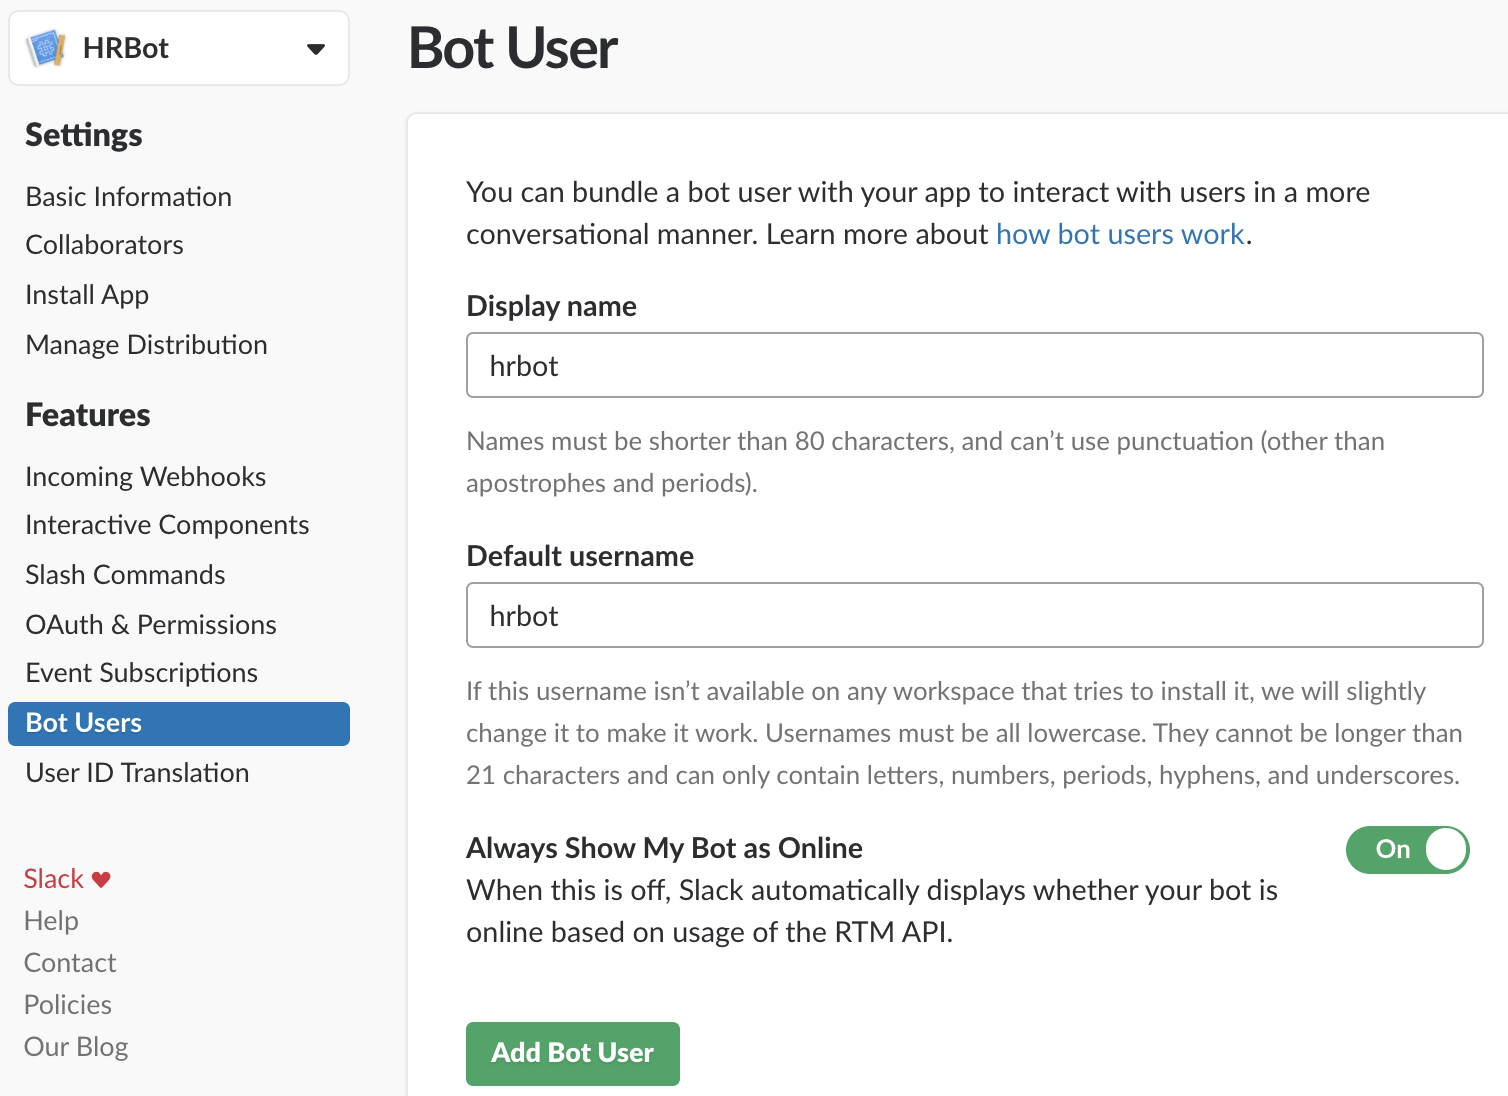 HRBot
Settings
Basic Information
Collaborators
Install App
Manage Distribution
Features
Incoming Webhooks
Interactive Components
Slash Commands
OAuth & Permissions
Event Subscriptions
Bot Users
User ID Translation
Slack ♥
Help
Contact
Policies
Our Blog
Bot User
You can bundle a bot user with your app to interact with users in a more
conversational manner. Learn more about how bot users work.
Display name
hrbot
Names must be shorter than 80 characters, and can’t use punctuation (other than
apostrophes and periods).
Default username
hrbot
If this username isn’t available on any workspace that tries to install it, we will slightly
change it to make it work. Usernames must be all lowercase. They cannot be longer than
21 characters and can only contain letters, numbers, periods, hyphens, and underscores.
Always Show My Bot as Online
On
When this is off, Slack automatically displays whether your bot is
online based on usage of the RTM API.
Add Bot User